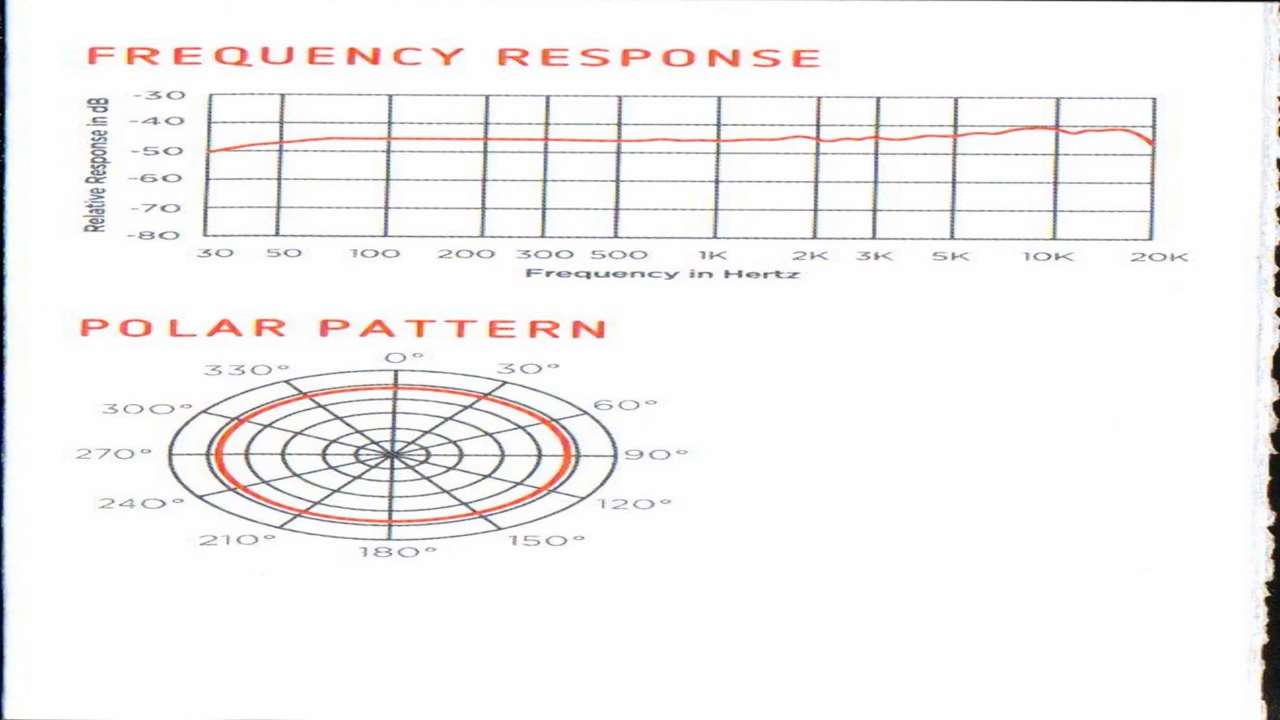 FREQUENCY RESPONSE
Relative Response in dB
-30
-40
-50
-60
-70
-80
30 50 100 200 300 500 1K 2K 3K 5K 10K 20K
Frequency in Hertz
POLAR PATTERN
0°
330° 30°
300° 60°
270° 90°
240° 120°
210° 150°
180°